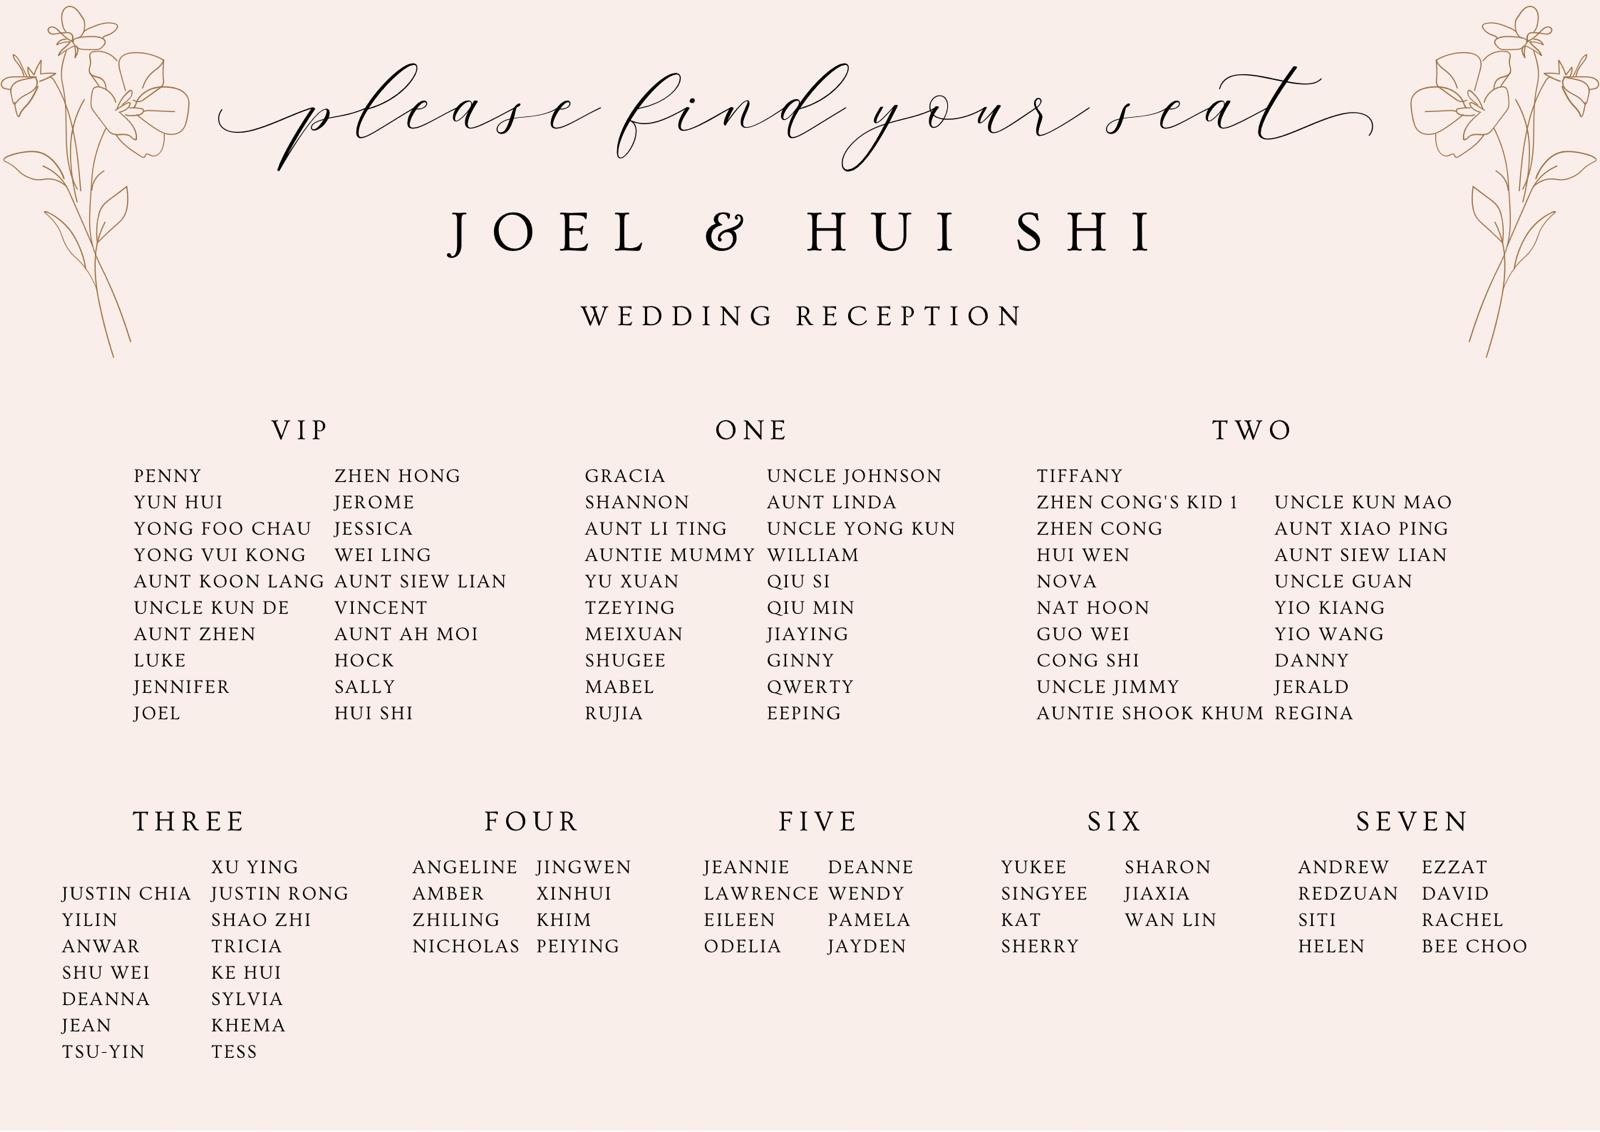 please find your seat
JOEL & HUI SHI
WEDDING RECEPTION
VIP
PENNY ZHEN HONG
YUN HUI JEROME
YONG FOO CHAU JESSICA
YONG VUI KONG WEI LING
AUNT KOON LANG AUNT SIEW LIAN
UNCLE KUN DE VINCENT
AUNT ZHEN AUNT AH MOI
LUKE HOCK
JENNIFER SALLY
JOEL HUI SHI
ONE
GRACIA UNCLE JOHNSON
SHANNON AUNT LINDA
AUNT LI TING UNCLE YONG KUN
AUNTIE MUMMY WILLIAM
YU XUAN QIU SI
TZEYING QIU MIN
MEIXUAN JIAYING
SHUGEE GINNY
MABEL QWERTY
RUJIA EEPING
TWO
TIFFANY
ZHEN CONG'S KID 1 UNCLE KUN MAO
ZHEN CONG AUNT XIAO PING
HUI WEN AUNT SIEW LIAN
NOVA UNCLE GUAN
NAT HOON YIO KIANG
GUO WEI YIO WANG
CONG SHI DANNY
UNCLE JIMMY JERALD
AUNTIE SHOOK KHUM REGINA
THREE
XU YING
JUSTIN CHIA JUSTIN RONG
YILIN SHAO ZHI
ANWAR TRICIA
SHU WEI KE HUI
DEANNA SYLVIA
JEAN KHEMA
TSU-YIN TESS
FOUR
ANGELINE JINGWEN
AMBER XINHUI
ZHILING KHIM
NICHOLAS PEIYING
FIVE
JEANNIE DEANNE
LAWRENCE WENDY
EILEEN PAMELA
ODELIA JAYDEN
SIX
YUKEE SHARON
SINGYEE JIAXIA
KAT WAN LIN
SHERRY
SEVEN
ANDREW EZZAT
REDZUAN DAVID
SITI RACHEL
HELEN BEE CHOO